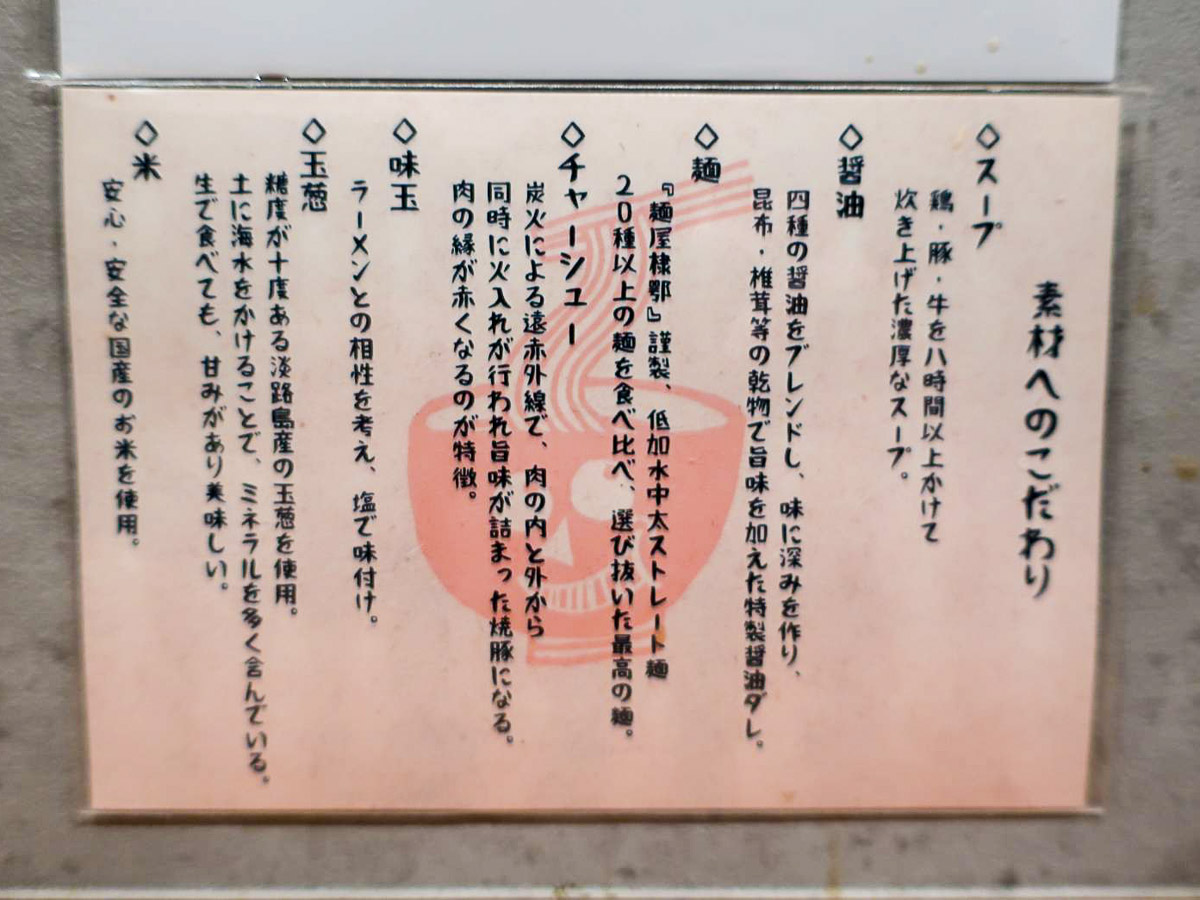 素材へのこだわり
◇スープ
鶏・豚・牛を八時間以上かけて
炊き上げた濃厚なスープ。
◇醤油
四種の醤油をブレンドし、味に深みを作り、
昆布・椎茸等の乾物で旨味を加えた特製醤油ダレ。
◇麺
『麺屋棣鄂』謹製、低加水中太ストレート麺
20種以上の麺を食べ比べ、選び抜いた最高の麺。
◇チャーシュー
炭火による遠赤外線で、肉の内と外から
同時に火入れが行われ旨味が詰まった焼豚になる。
肉の縁が赤くなるのが特徴。
◇味玉
ラーメンとの相性を考え、塩で味付け。
◇玉葱
糖度が十度ある淡路島産の玉葱を使用。
土に海水をかけることで、ミネラルを多く含んでいる。
生で食べても、甘みがあり美味しい。
◇米
安心・安全な国産のお米を使用。